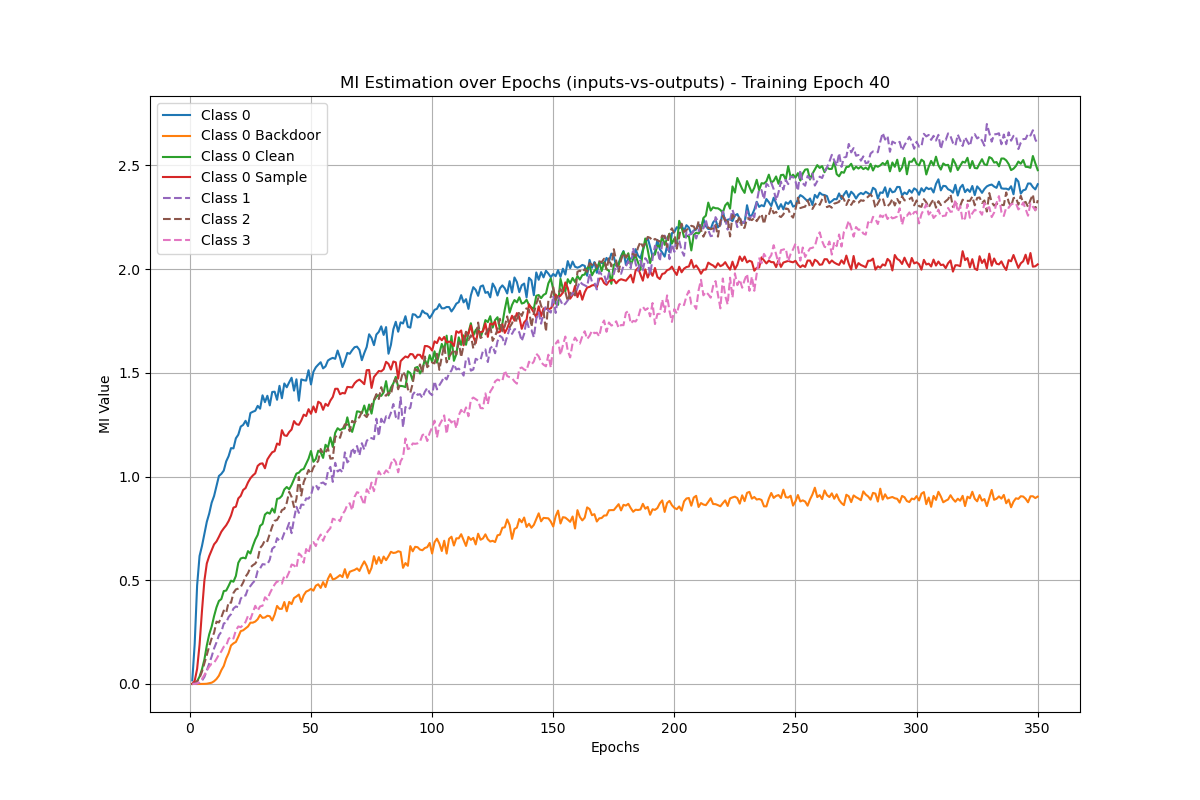 MI Estimation over Epochs (inputs-vs-outputs) - Training Epoch 40
Class 0
Class 0 Backdoor
Class 0 Clean
Class 0 Sample
Class 1
Class 2
Class 3
MI Value
2.5
2.0
1.5
1.0
0.5
0.0
0 50 100 150 200 250 300 350
Epochs